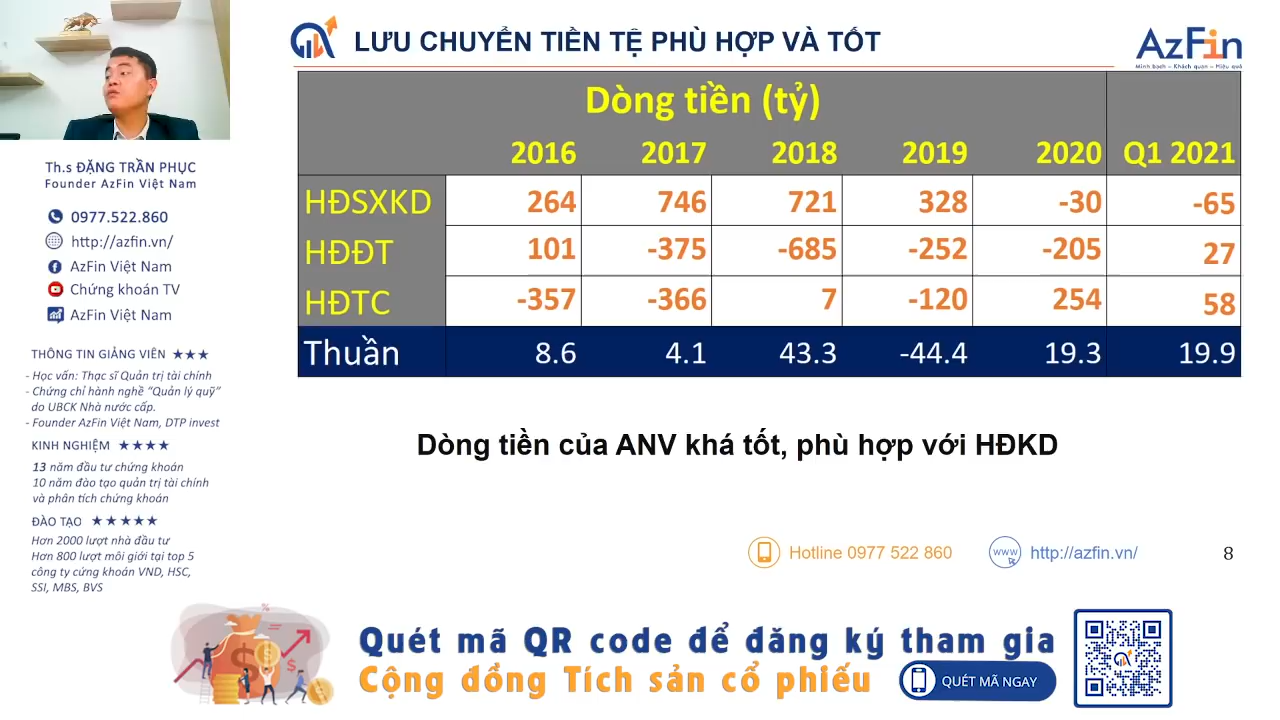 LƯU CHUYỂN TIỀN TỆ PHÙ HỢP VÀ TỐT
AzFin
Minh bạch – Khách quan – Hiệu quả
Dòng tiền (tỷ)
2016 2017 2018 2019 2020 Q1 2021
HĐSXKD 264 746 721 328 -30 -65
HĐĐT 101 -375 -685 -252 -205 27
HĐTC -357 -366 7 -120 254 58
Thuần 8.6 4.1 43.3 -44.4 19.3 19.9
Dòng tiền của ANV khá tốt, phù hợp với HĐKD
Hotline 0977 522 860
www
http://azfin.vn/
8
Th.s ĐẶNG TRẦN PHỤC
Founder AzFin Việt Nam
0977.522.860
http://azfin.vn/
AzFin Việt Nam
Chứng khoán TV
AzFin Việt Nam
THÔNG TIN GIẢNG VIÊN ★★★
- Học vấn: Thạc sĩ Quản trị tài chính
- Chứng chỉ hành nghề “Quản lý quỹ”
do UBCK Nhà nước cấp.
- Founder AzFin Việt Nam, DTP invest
KINH NGHIỆM ★★★★
13 năm đầu tư chứng khoán
10 năm đào tạo quản trị tài chính
và phân tích chứng khoán
ĐÀO TẠO ★★★★★
Hơn 2000 lượt nhà đầu tư
Hơn 800 lượt môi giới tại top 5
công ty cứng khoán VND, HSC,
SSI, MBS, BVS
Quét mã QR code để đăng ký tham gia
Cộng đồng Tích sản cổ phiếu
QUÉT MÃ NGAY